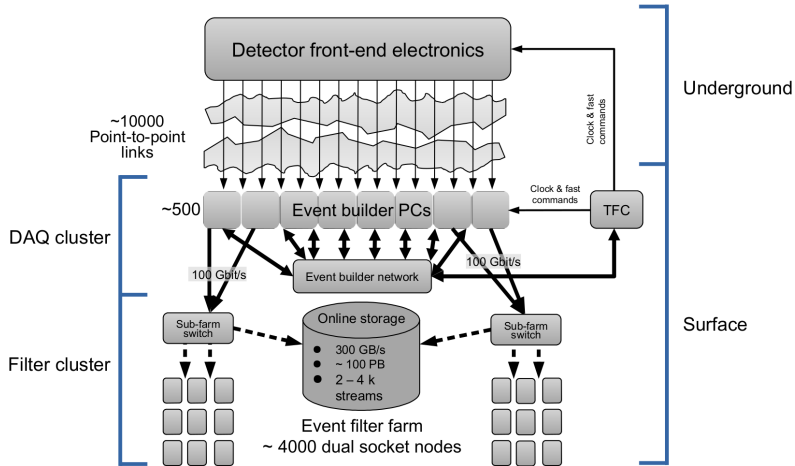 Detector front-end electronics
Underground
~10000
Point-to-point
links
Clock & fast
commands
Clock & fast
commands
~500
Event builder PCs
TFC
DAQ cluster
100 Gbit/s
100 Gbit/s
Event builder network
Sub-farm
switch
Online storage
300 GB/s
~ 100 PB
2 – 4 k
streams
Sub-farm
switch
Surface
Filter cluster
Event filter farm
~ 4000 dual socket nodes